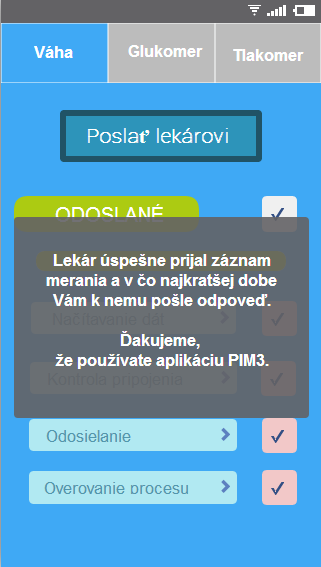 Váha
Glukomer
Tlakomer
Poslať lekárovi
ODOSLANÉ
Lekár úspešne prijal záznam
merania a v čo najkratšej dobe
Vám k nemu pošle odpoveď.
Ďakujeme,
že používate aplikáciu PIM3.
Načítavanie dát
Kontrola pripojenia
Odosielanie
Overovanie procesu